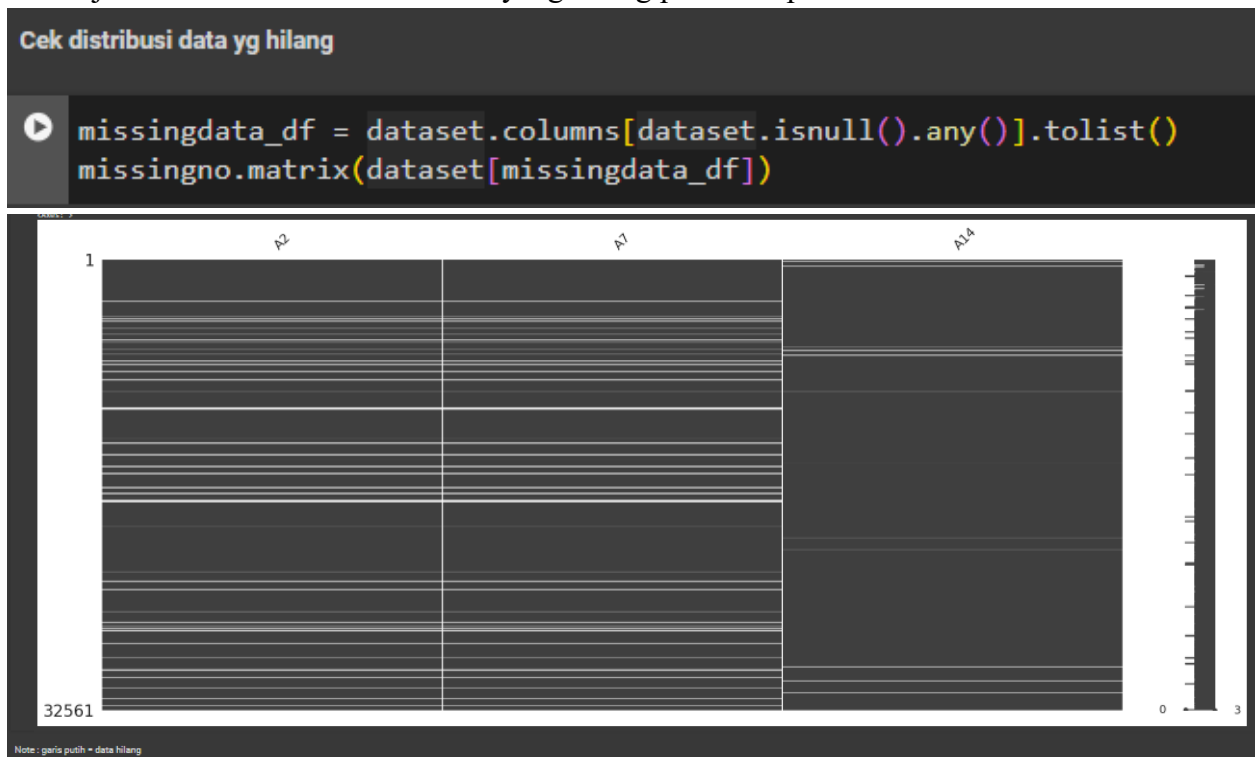 Cek distribusi data yg hilang
missingdata_df = dataset.columns[dataset.isnull().any()].tolist()
missingno.matrix(dataset[missingdata_df])
A2
A7
A14
1
32561
0
3
Note : garis putih = data hilang